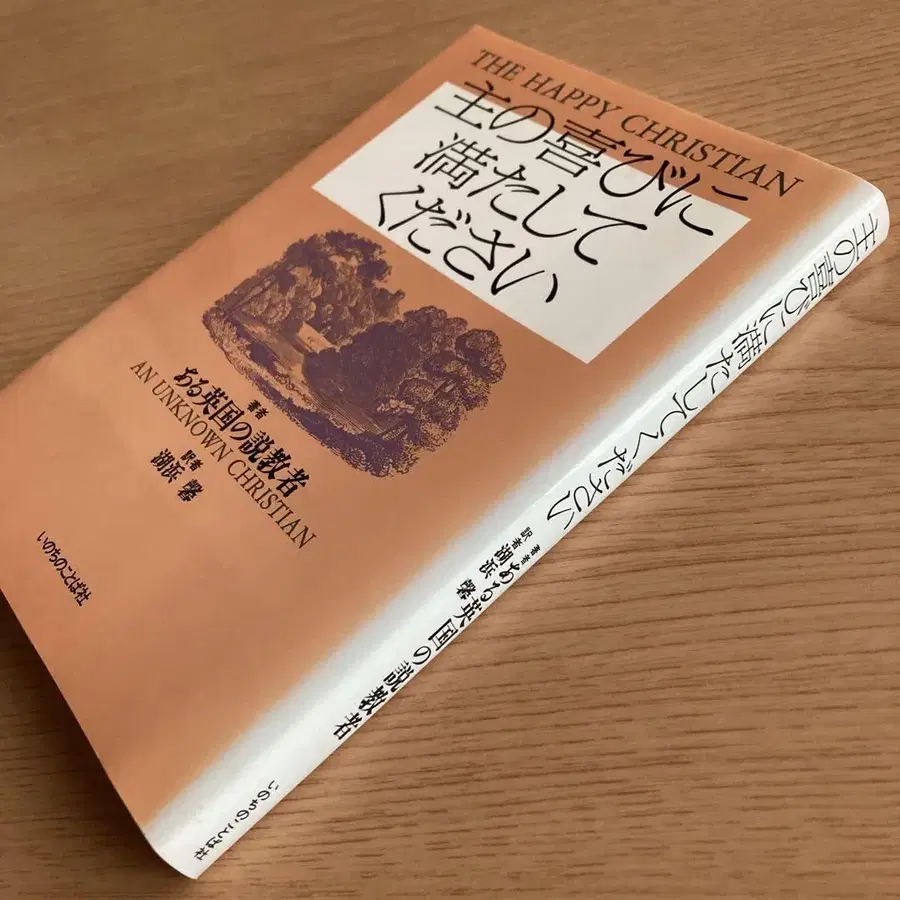 THE HAPPY CHRISTIAN
主の喜びに
満たして
ください
著者
ある英国の説教者
AN UNKNOWN CHRISTIAN
訳者
湖浜 馨
いのちのことば社
主の喜びに満たしてください
著者 ある英国の説教者
訳者 湖浜 馨
いのちのことば社